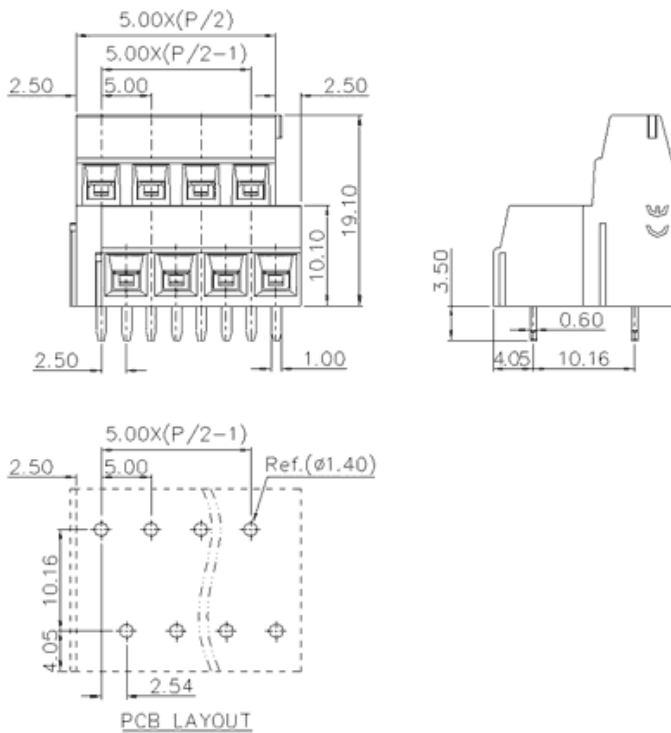 5.00X(P/2)
5.00X(P/2-1)
2.50
5.00
2.50
19.10
10.10
2.50
1.00
3.50
0.60
4.05
10.16
CE
5.00X(P/2-1)
2.50
5.00
Ref.(ø1.40)
10.16
4.05
2.54
PCB LAYOUT